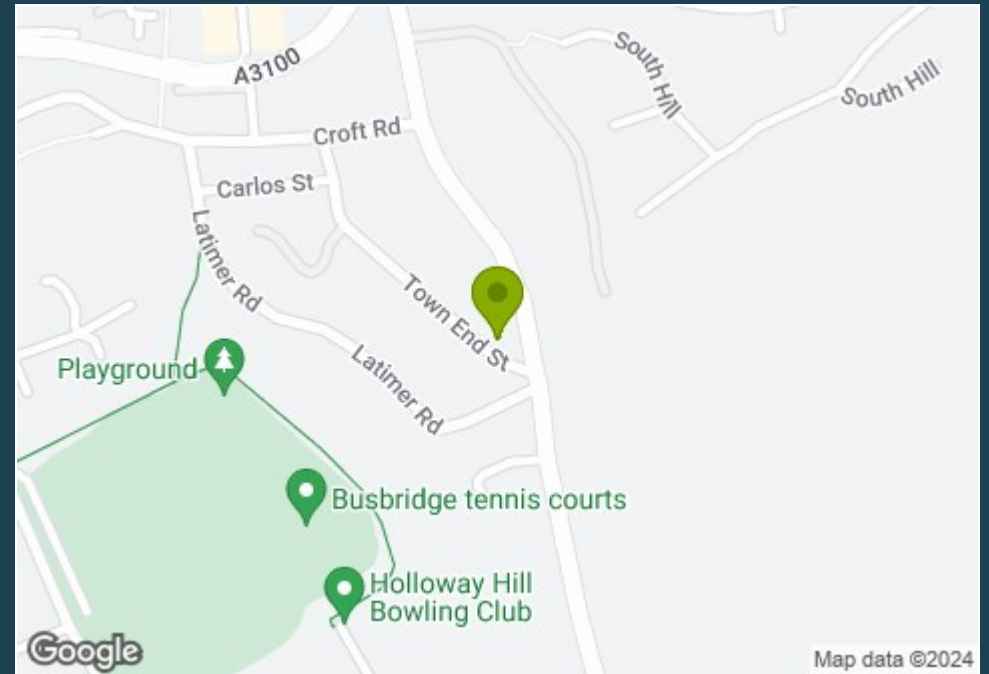 A3100
South Hill
South Hill
Croft Rd
Carlos St
Latimer Rd
Town End St
Playground
Latimer Rd
Busbridge tennis courts
Holloway Hill
Bowling Club
Google
Map data ©2024